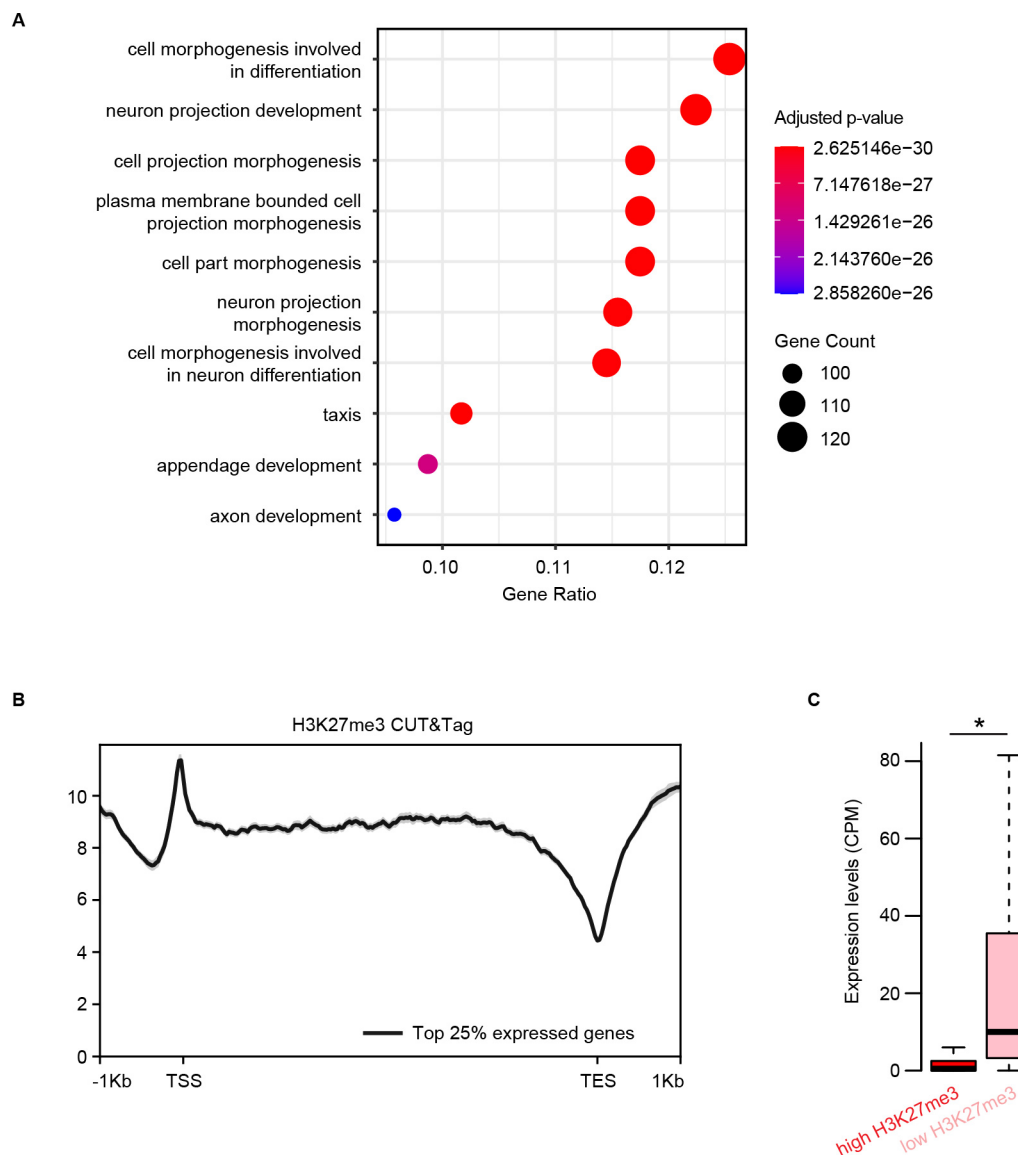 A
cell morphogenesis involved
in differentiation
neuron projection development
cell projection morphogenesis
plasma membrane bounded cell
projection morphogenesis
cell part morphogenesis
neuron projection
morphogenesis
cell morphogenesis involved
in neuron differentiation
taxis
appendage development
axon development
0.10 0.11 0.12
Gene Ratio
Adjusted p-value
2.625146e−30
7.147618e−27
1.429261e−26
2.143760e−26
2.858260e−26
Gene Count
100
110
120
B
H3K27me3 CUT&Tag
10
8
6
4
2
0
Top 25% expressed genes
-1Kb TSS TES 1Kb
C
*
Expression levels (CPM)
80
60
40
20
0
high H3K27me3
low H3K27me3